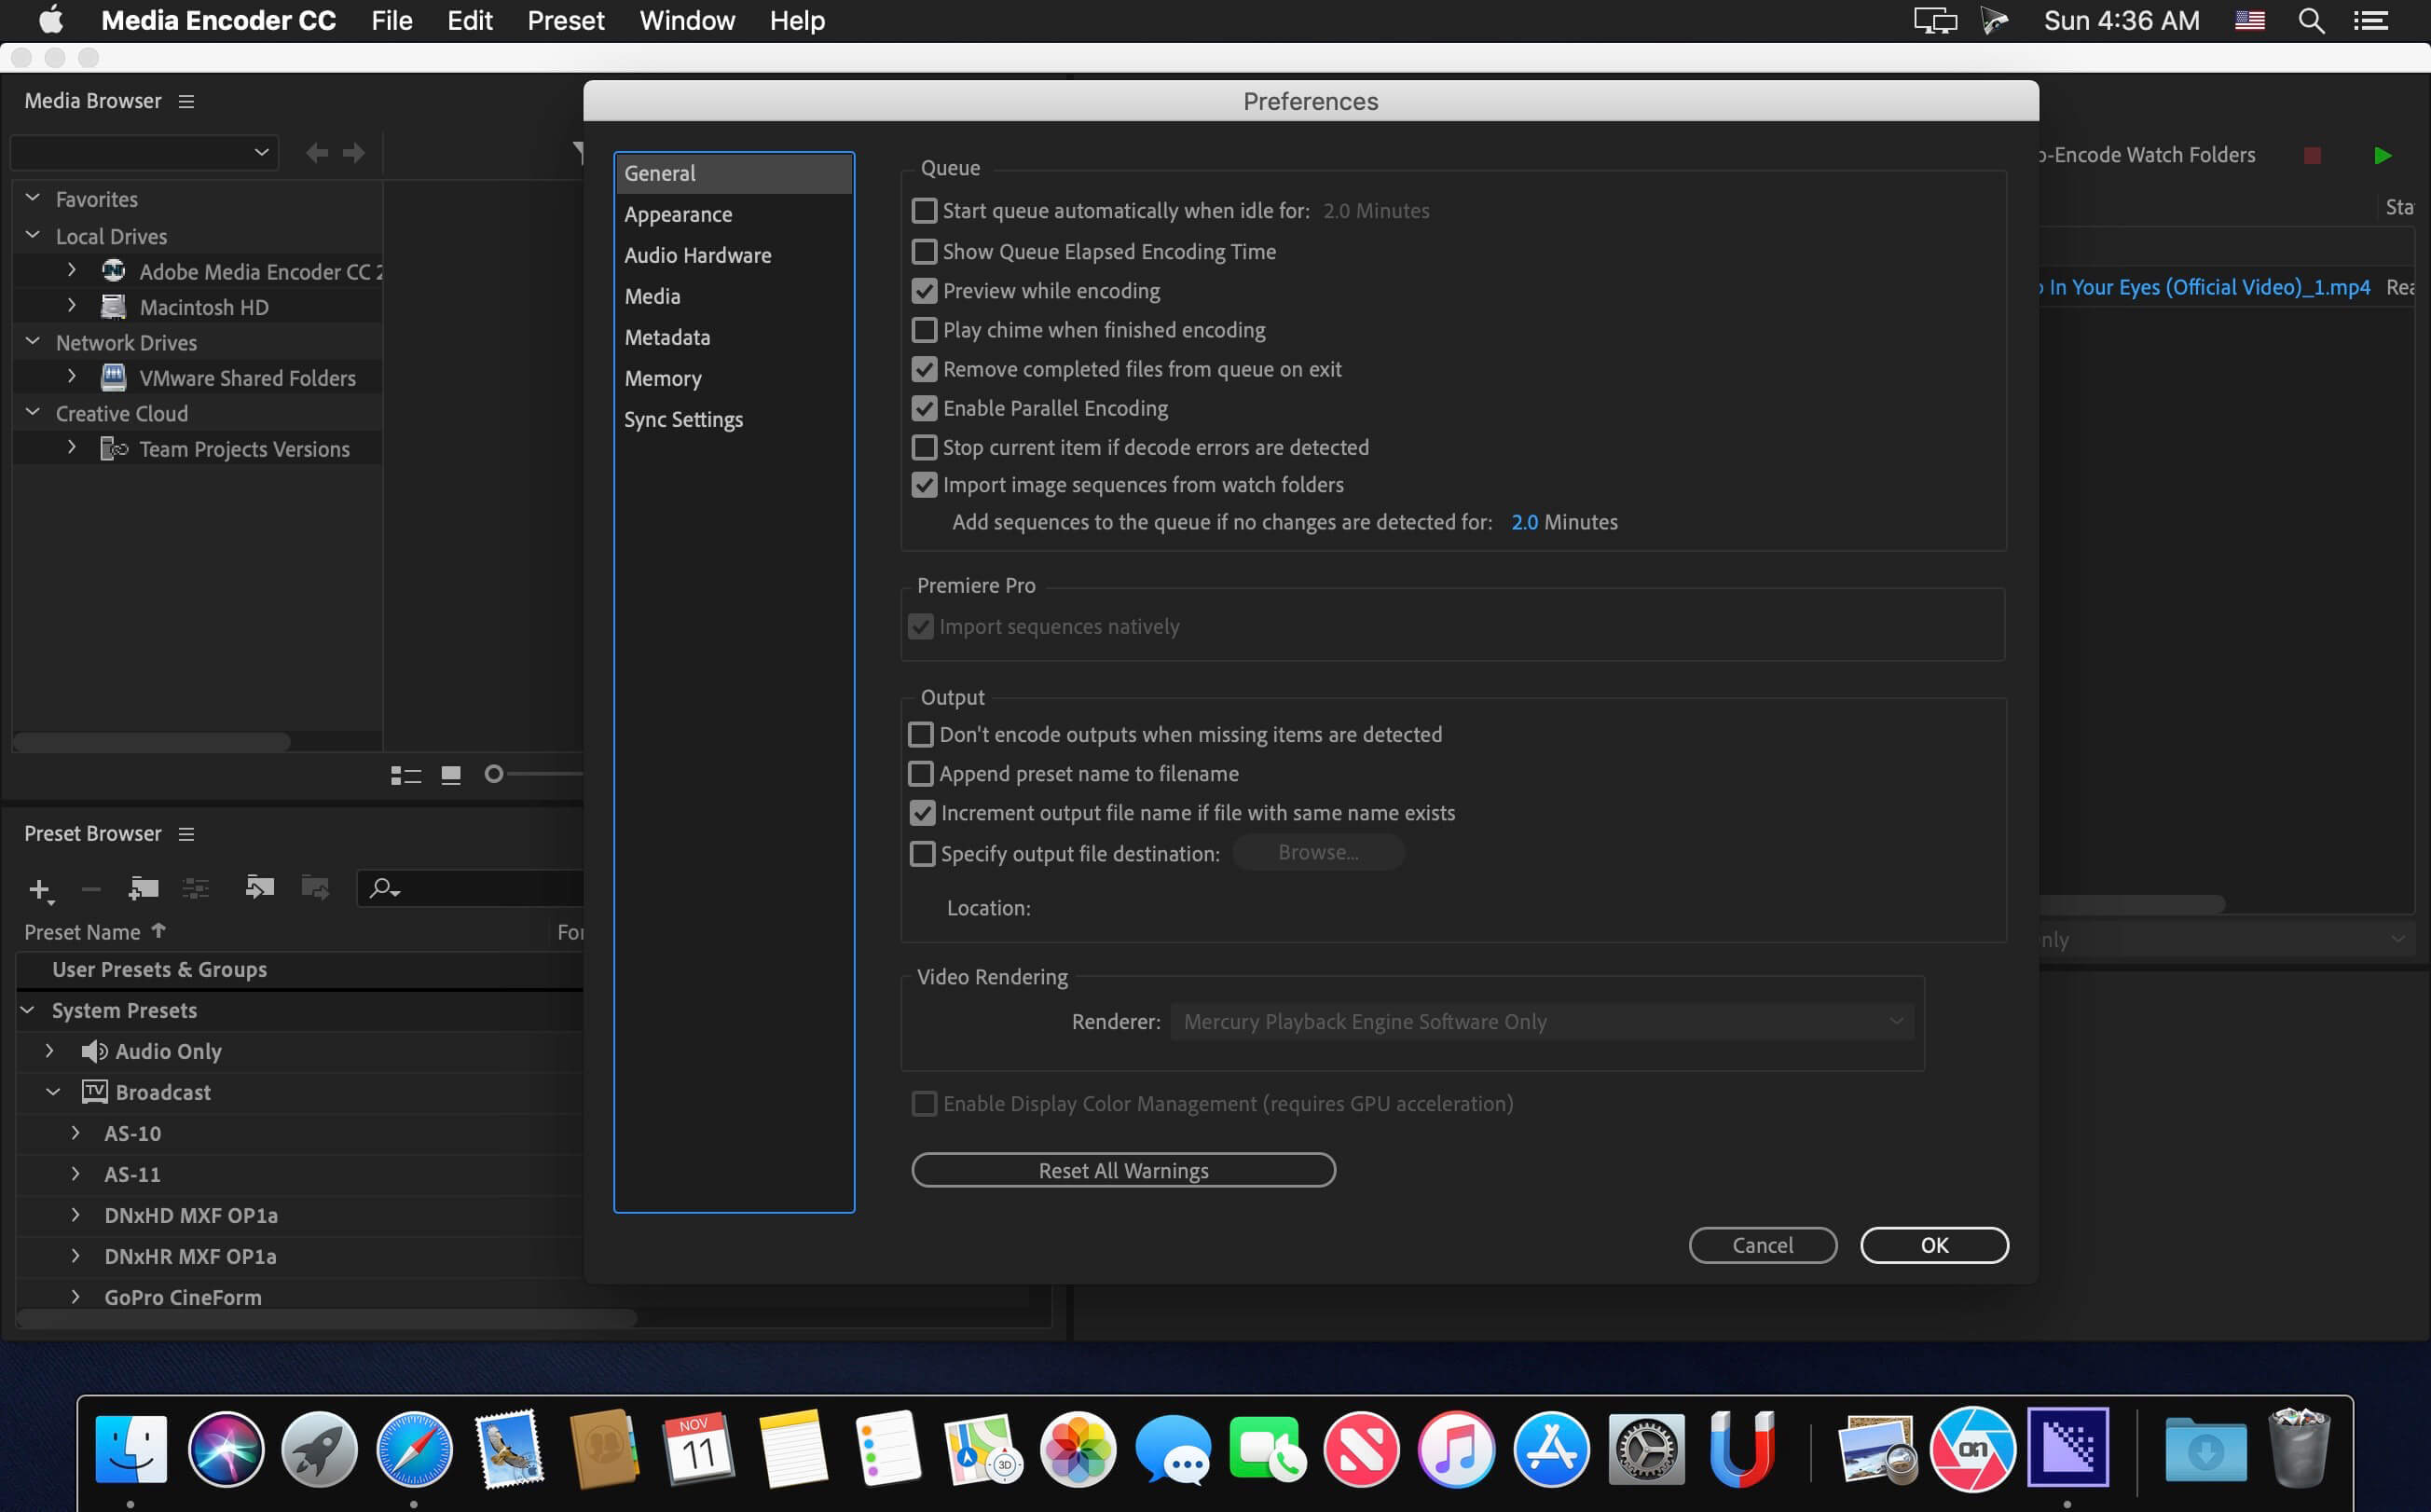 Media Encoder CC File Edit Preset Window Help Sun 4:36 AM
Media Browser
Favorites
Local Drives
Adobe Media Encoder CC 2
Macintosh HD
Network Drives
VMware Shared Folders
Creative Cloud
Team Projects Versions
Preset Browser
Preset Name
For
User Presets & Groups
System Presets
Audio Only
TV Broadcast
AS-10
AS-11
DNxHD MXF OP1a
DNxHR MXF OP1a
GoPro CineForm
Preferences
General
Appearance
Audio Hardware
Media
Metadata
Memory
Sync Settings
Queue
Start queue automatically when idle for: 2.0 Minutes
Show Queue Elapsed Encoding Time
Preview while encoding
Play chime when finished encoding
Remove completed files from queue on exit
Enable Parallel Encoding
Stop current item if decode errors are detected
Import image sequences from watch folders
Add sequences to the queue if no changes are detected for: 2.0 Minutes
Premiere Pro
Import sequences natively
Output
Don't encode outputs when missing items are detected
Append preset name to filename
Increment output file name if file with same name exists
Specify output file destination: Browse...
Location:
Video Rendering
Renderer: Mercury Playback Engine Software Only
Enable Display Color Management (requires GPU acceleration)
Reset All Warnings
Cancel OK
o-Encode Watch Folders
Sta
In Your Eyes (Official Video)_1.mp4 Rea
nly
NOV
11
3D
on